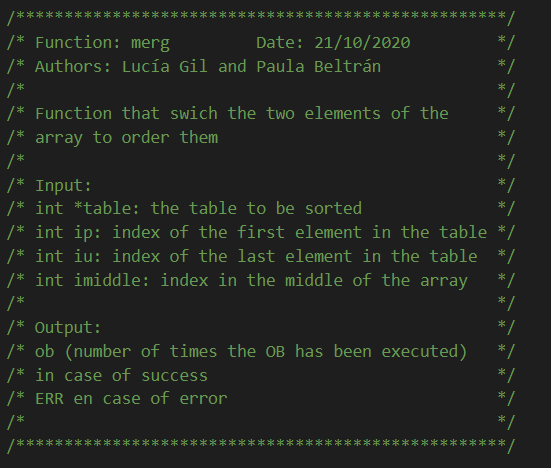 /***************************************************/
/* Function: merg         Date: 21/10/2020         */
/* Authors: Lucía Gil and Paula Beltrán            */
/*                                                 */
/* Function that swich the two elements of the     */
/* array to order them                             */
/*                                                 */
/* Input:                                          */
/* int *table: the table to be sorted              */
/* int ip: index of the first element in the table */
/* int iu: index of the last element in the table  */
/* int imiddle: index in the middle of the array   */
/*                                                 */
/* Output:                                         */
/* ob (number of times the OB has been executed)   */
/* in case of success                              */
/* ERR en case of error                            */
/*                                                 */
/***************************************************/